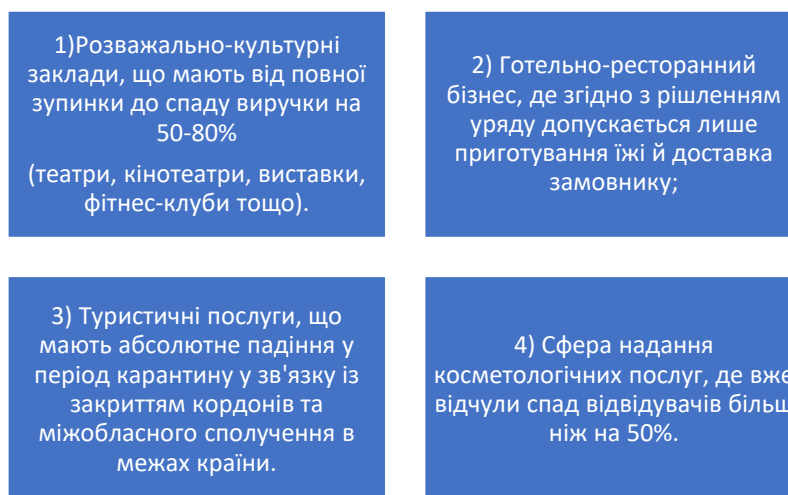 1)Розважально-культурні
заклади, що мають від повної
зупинки до спаду виручки на
50-80%
(театри, кінотеатри, виставки,
фітнес-клуби тощо).
2) Готельно-ресторанний
бізнес, де згідно з рішленням
уряду допускається лише
приготування їжі й доставка
замовнику;
3) Туристичні послуги, що
мають абсолютне падіння у
період карантину у зв'язку із
закриттям кордонів та
міжобласного сполучення в
межах країни.
4) Сфера надання
косметологічних послуг, де вже
відчули спад відвідувачів більш
ніж на 50%.